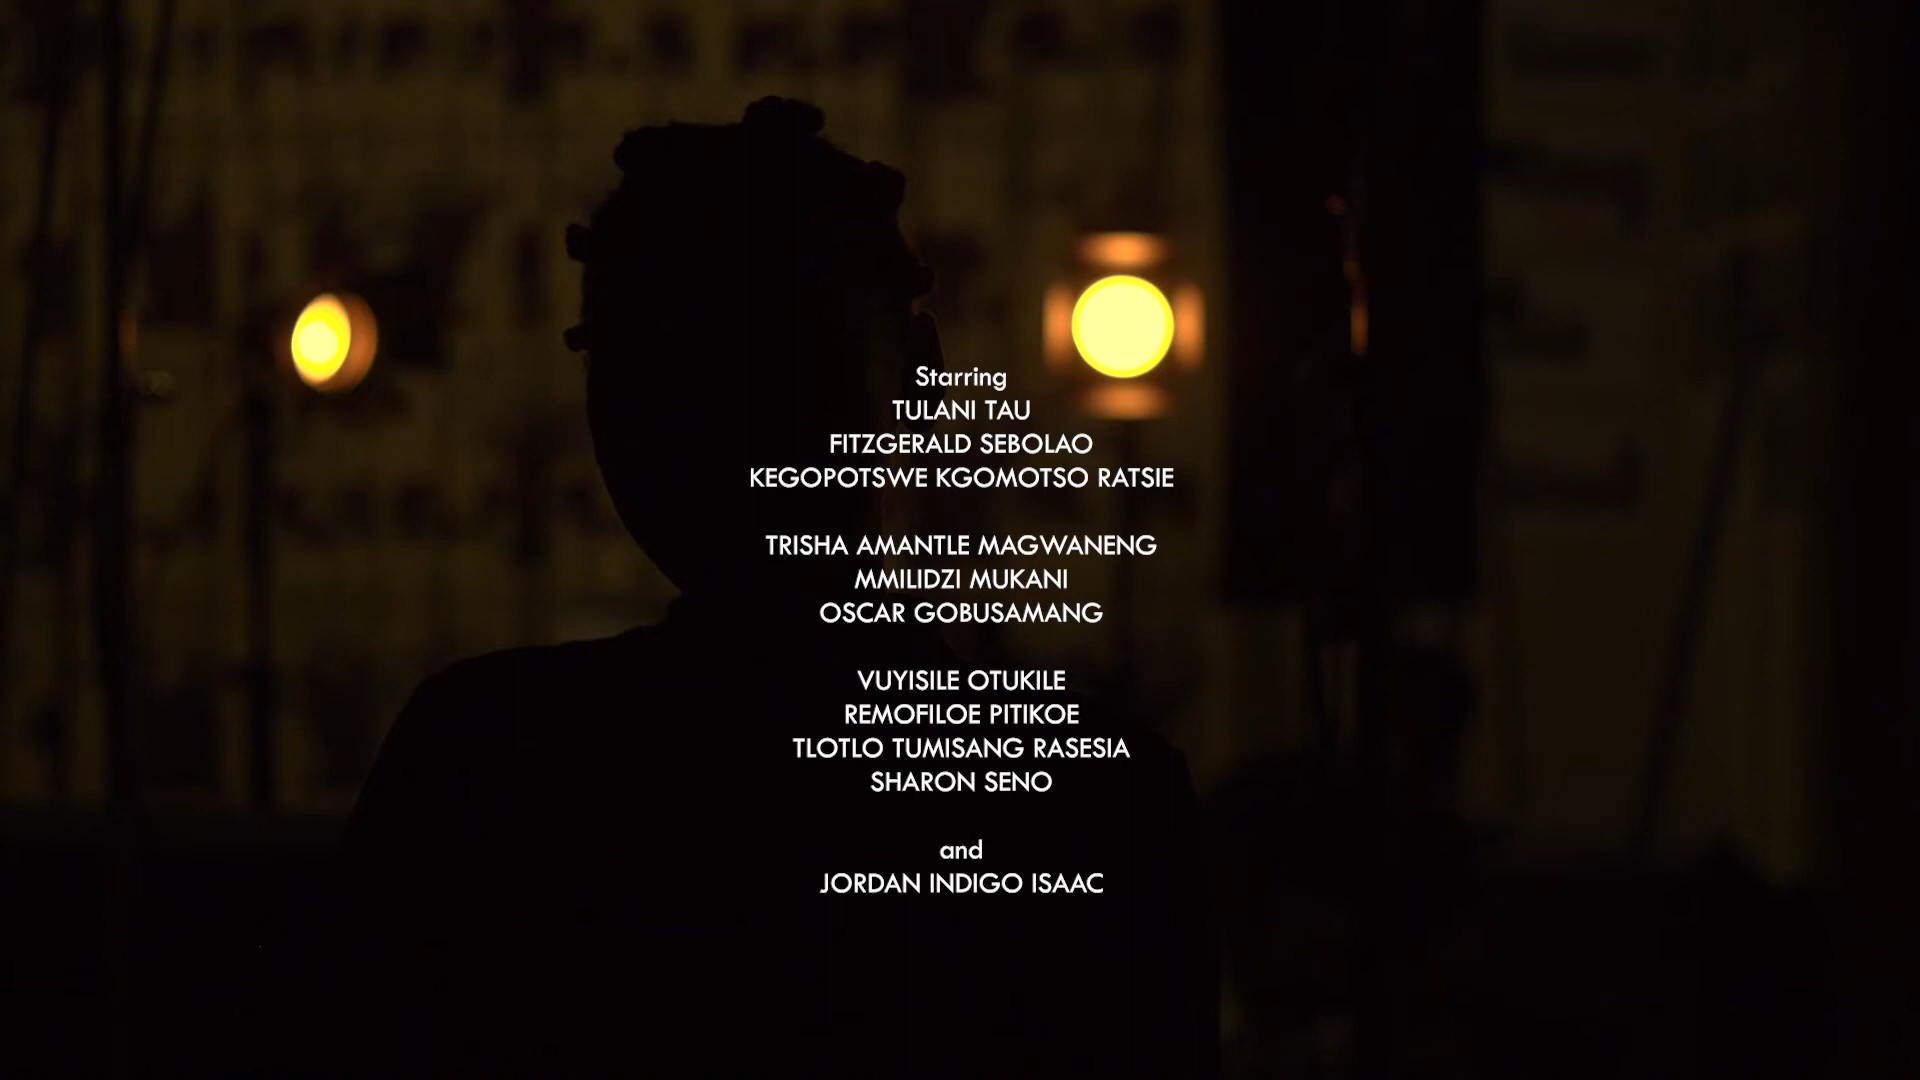 Starring
TULANI TAU
FITZGERALD SEBOLAO
KEGOPOTSWE KGOMOTSO RATSIE
TRISHA AMANTLE MAGWANENG
MMILIDZI MUKANI
OSCAR GOBUSAMANG
VUYISILE OTUKILE
REMOFILOE PITIKOE
TLOTLO TUMISANG RASESIA
SHARON SENO
and
JORDAN INDIGO ISAAC